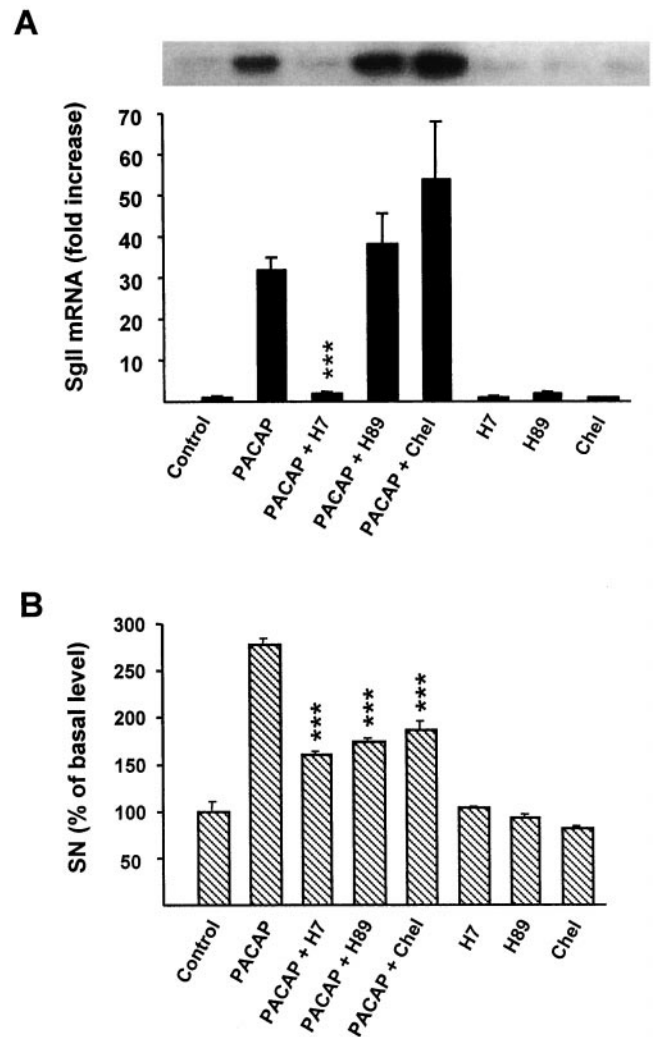 A
SgII mRNA (fold increase)
70
60
50
40
30
20
10
***
Control
PACAP
PACAP + H7
PACAP + H89
PACAP + Chel
H7
H89
Chel
B
SN (% of basal level)
300
250
200
150
100
50
***
***
***
Control
PACAP
PACAP + H7
PACAP + H89
PACAP + Chel
H7
H89
Chel